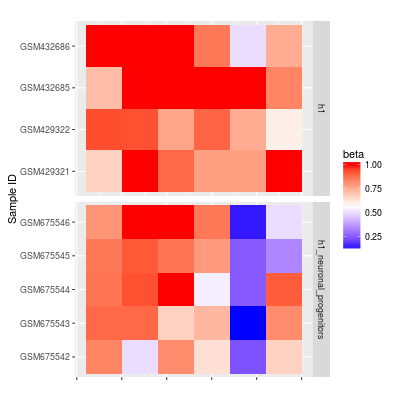 GSM432686
GSM432685
GSM429322
GSM429321
h1
GSM675546
GSM675545
GSM675544
GSM675543
GSM675542
h1_neuronal_progenitors
Sample ID
beta
1.00
0.75
0.50
0.25